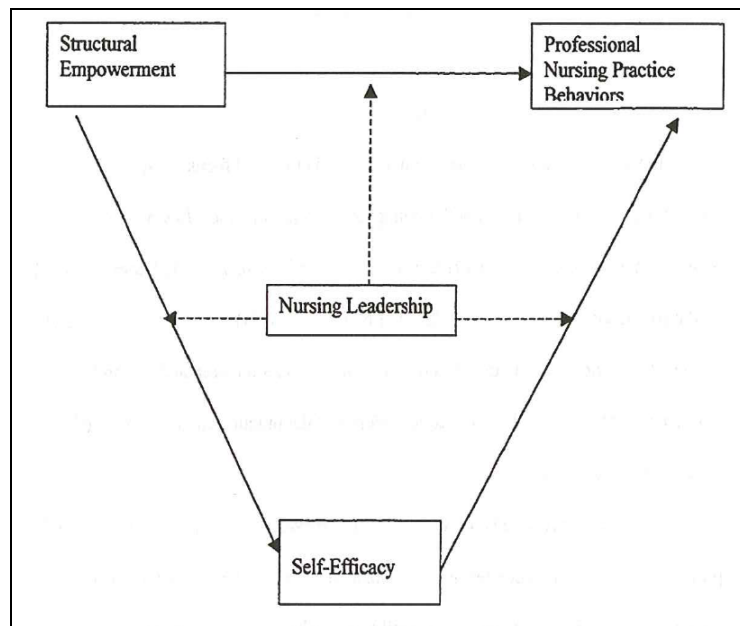 Structural
Empowerment
Professional
Nursing Practice
Behaviors
Nursing Leadership
Self-Efficacy